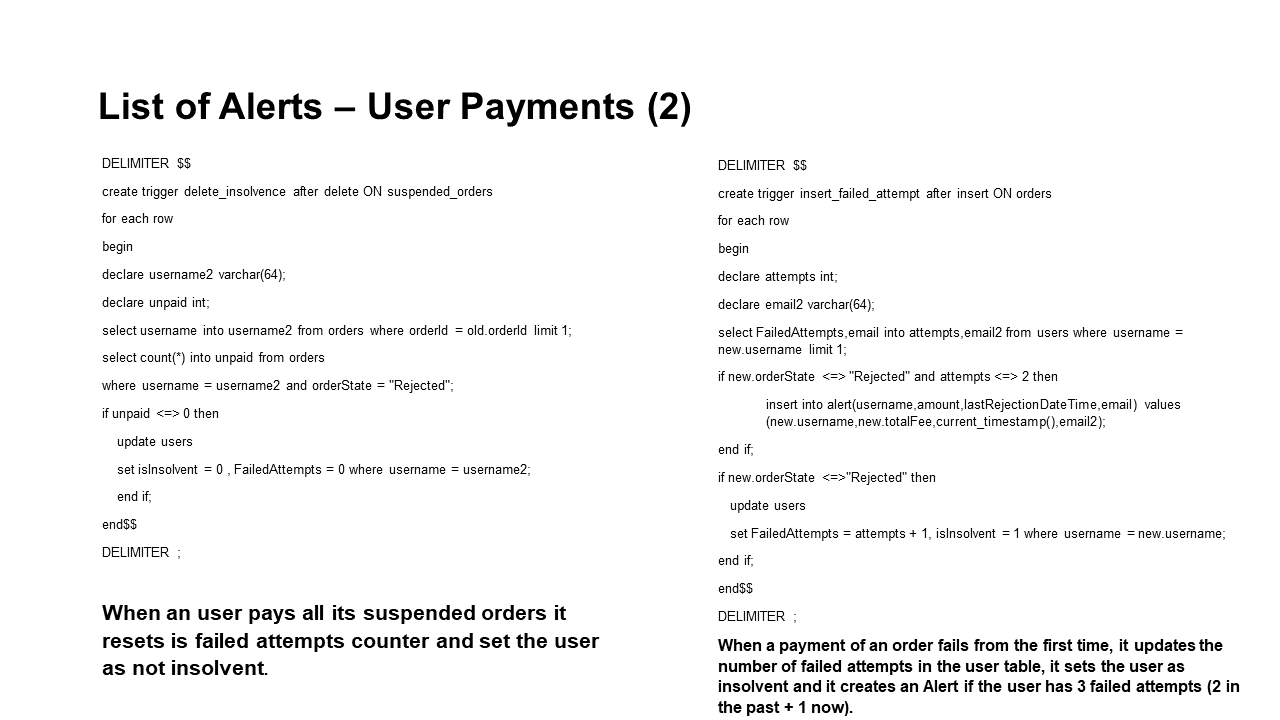 List of Alerts – User Payments (2)
DELIMITER $$
create trigger delete_insolvence after delete ON suspended_orders
for each row
begin
declare username2 varchar(64);
declare unpaid int;
select username into username2 from orders where orderId = old.orderId limit 1;
select count(*) into unpaid from orders
where username = username2 and orderState = "Rejected";
if unpaid <=> 0 then
update users
set isInsolvent = 0 , FailedAttempts = 0 where username = username2;
end if;
end$$
DELIMITER ;
When an user pays all its suspended orders it
resets is failed attempts counter and set the user
as not insolvent.
DELIMITER $$
create trigger insert_failed_attempt after insert ON orders
for each row
begin
declare attempts int;
declare email2 varchar(64);
select FailedAttempts,email into attempts,email2 from users where username =
new.username limit 1;
if new.orderState <=> "Rejected" and attempts <=> 2 then
insert into alert(username,amount,lastRejectionDateTime,email) values
(new.username,new.totalFee,current_timestamp(),email2);
end if;
if new.orderState <=>"Rejected" then
update users
set FailedAttempts = attempts + 1, isInsolvent = 1 where username = new.username;
end if;
end$$
DELIMITER ;
When a payment of an order fails from the first time, it updates the
number of failed attempts in the user table, it sets the user as
insolvent and it creates an Alert if the user has 3 failed attempts (2 in
the past + 1 now).